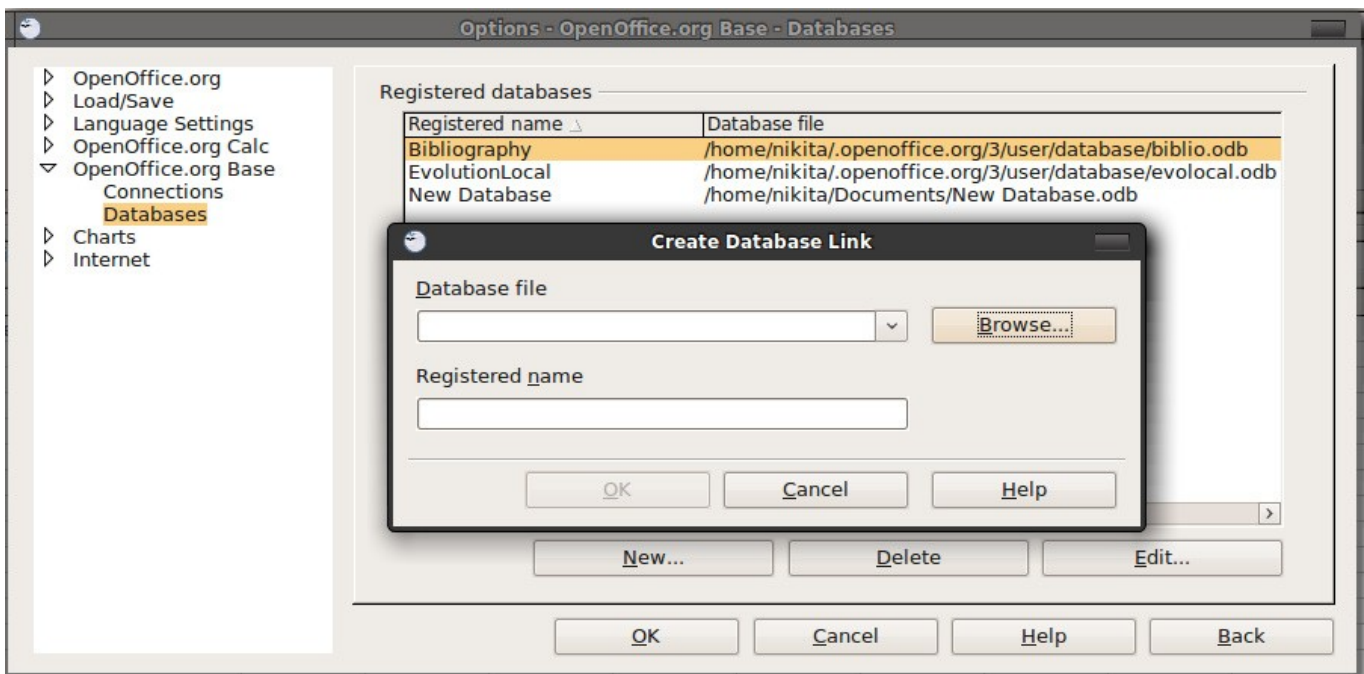 Options - OpenOffice.org Base - Databases
OpenOffice.org
Load/Save
Language Settings
OpenOffice.org Calc
OpenOffice.org Base
Connections
Databases
Charts
Internet
Registered databases
Registered name Database file
Bibliography /home/nikita/.openoffice.org/3/user/database/biblio.odb
EvolutionLocal /home/nikita/.openoffice.org/3/user/database/evolocal.odb
New Database /home/nikita/Documents/New Database.odb
Create Database Link
Database file
Browse...
Registered name
OK Cancel Help
New... Delete Edit...
OK Cancel Help Back